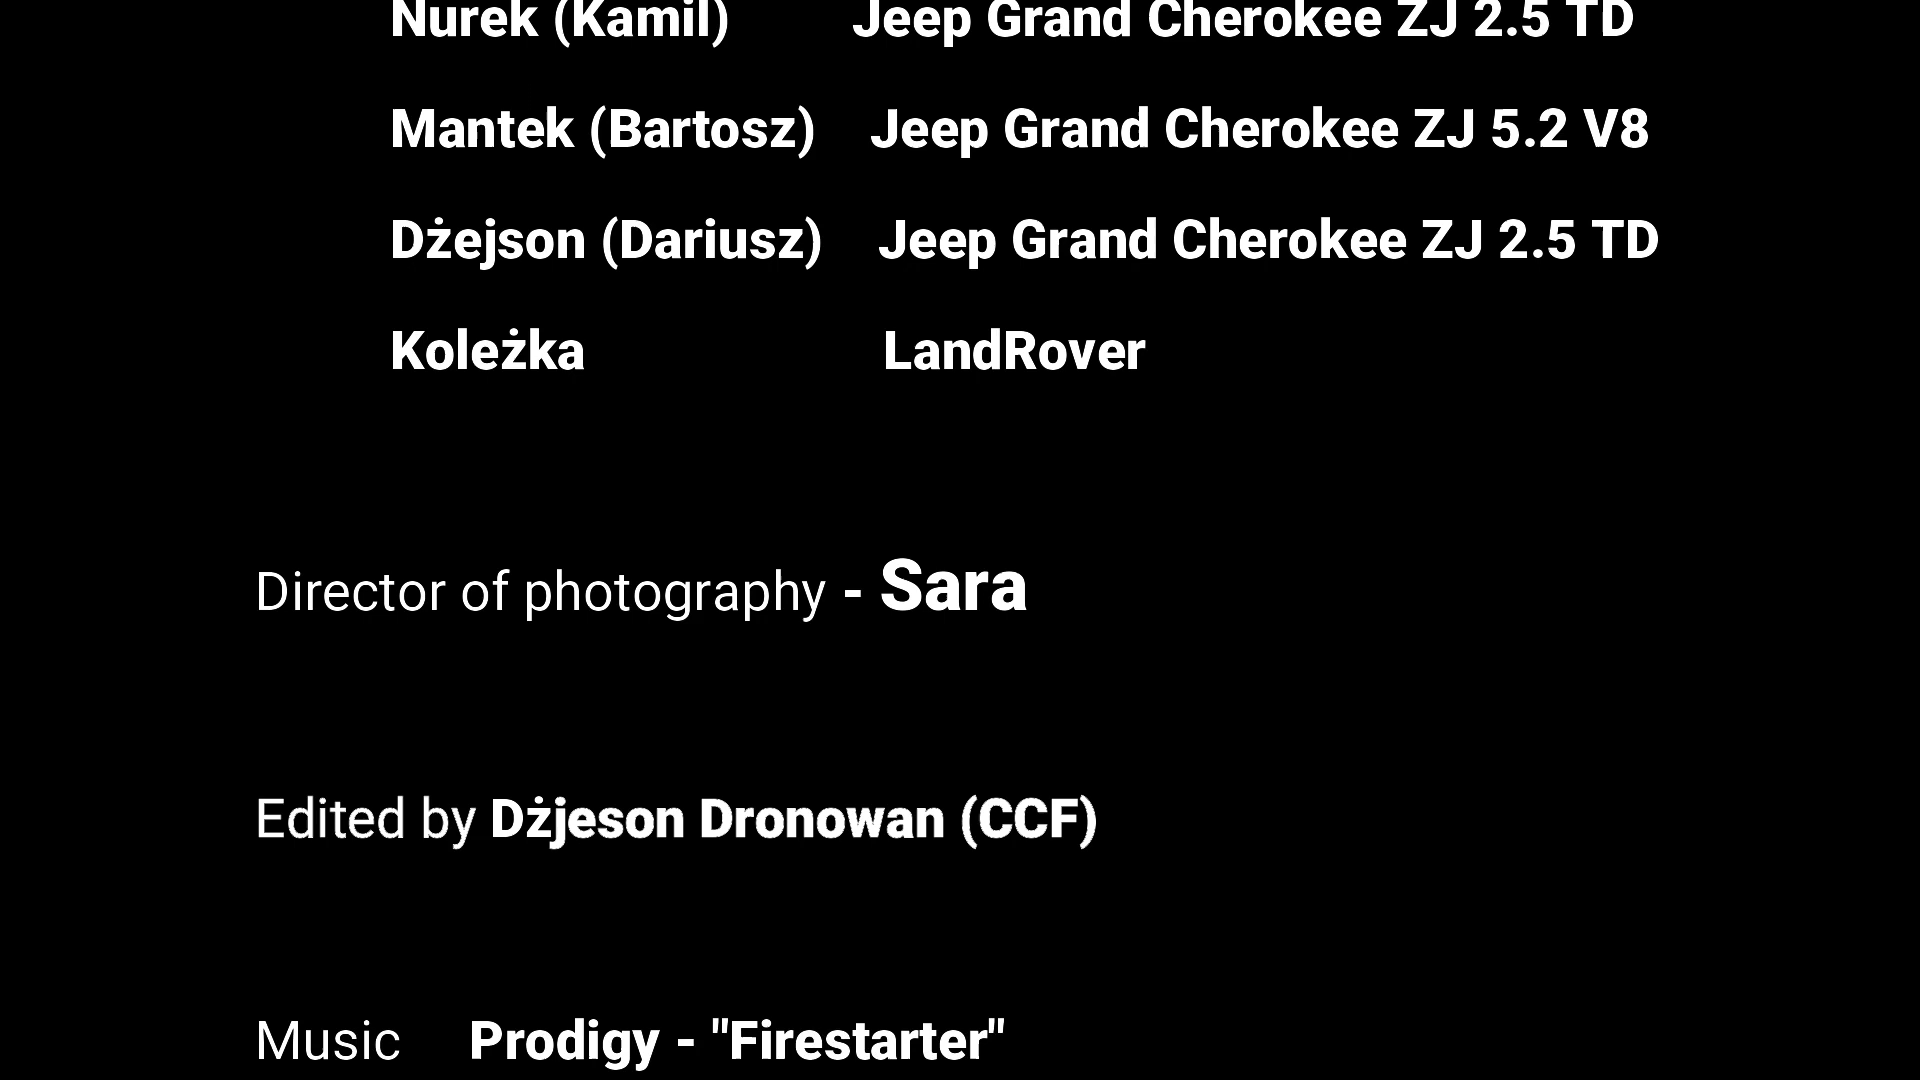 Nurek (Kamil) Jeep Grand Cherokee ZJ 2.5 TD
Mantek (Bartosz) Jeep Grand Cherokee ZJ 5.2 V8
Dżejson (Dariusz) Jeep Grand Cherokee ZJ 2.5 TD
Koleżka LandRover
Director of photography - Sara
Edited by Dżjeson Dronowan (CCF)
Music Prodigy - "Firestarter"